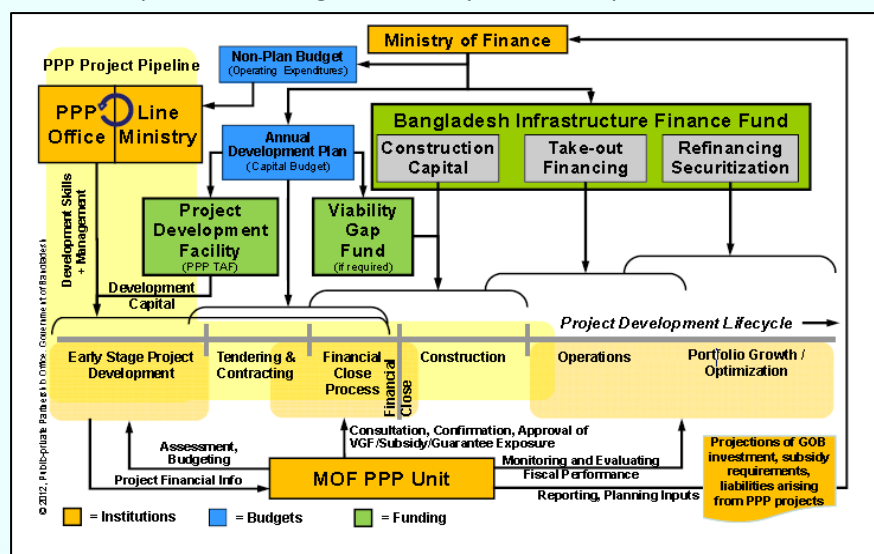 Ministry of Finance
Non-Plan Budget
(Operating Expenditures)
PPP Project Pipeline
PPP
Office
Line
Ministry
Annual
Development Plan
(Capital Budget)
Bangladesh Infrastructure Finance Fund
Construction
Capital
Take-out
Financing
Refinancing
Securitization
Project
Development
Facility
(PPP TAF)
Viability
Gap
Fund
(if required)
Development Skills
+ Management
Development
Capital
Project Development Lifecycle
Early Stage Project
Development
Tendering &
Contracting
Financial
Close
Process
Financial
Close
Construction
Operations
Portfolio Growth /
Optimization
Assessment,
Budgeting
Project Financial Info
Consultation, Confirmation, Approval of
VGF/Subsidy/Guarantee Exposure
MOF PPP Unit
Monitoring and Evaluating
Fiscal Performance
Reporting, Planning Inputs
Projections of GOB
investment, subsidy
requirements,
liabilities arising
from PPP projects
= Institutions
= Budgets
= Funding
© 2012, Public-private Partnership Office, Government of Bangladesh